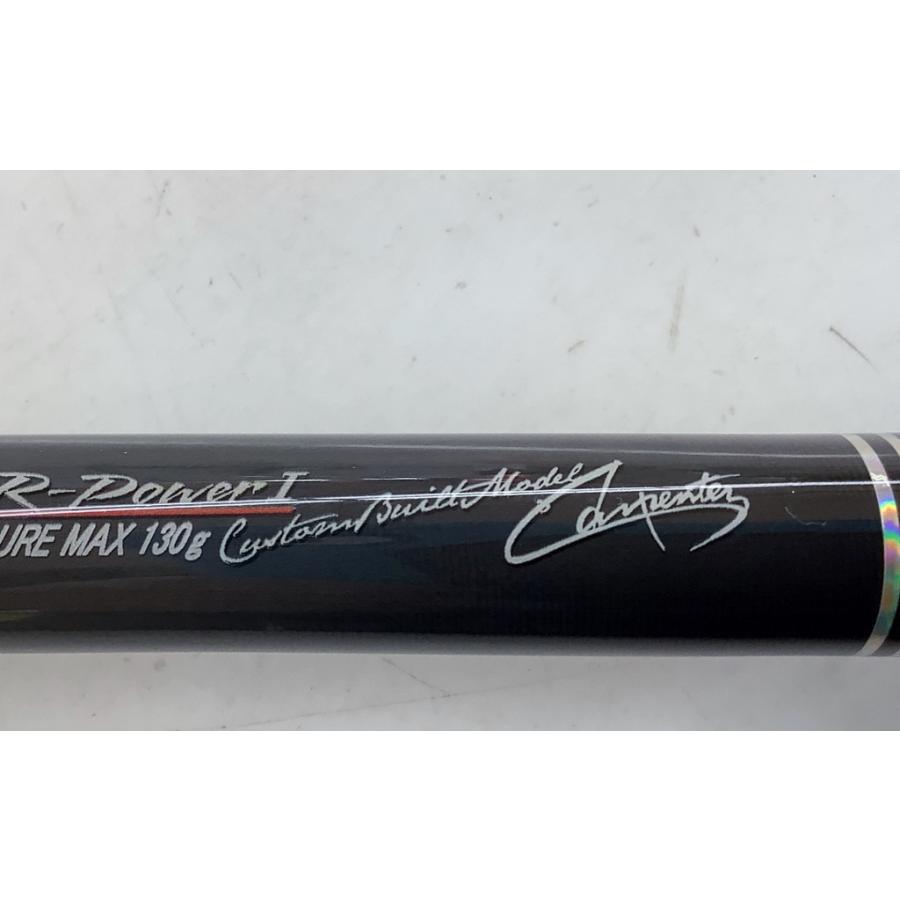 R-Power I
URE MAX 130g
Custom Built Model
Carpenter